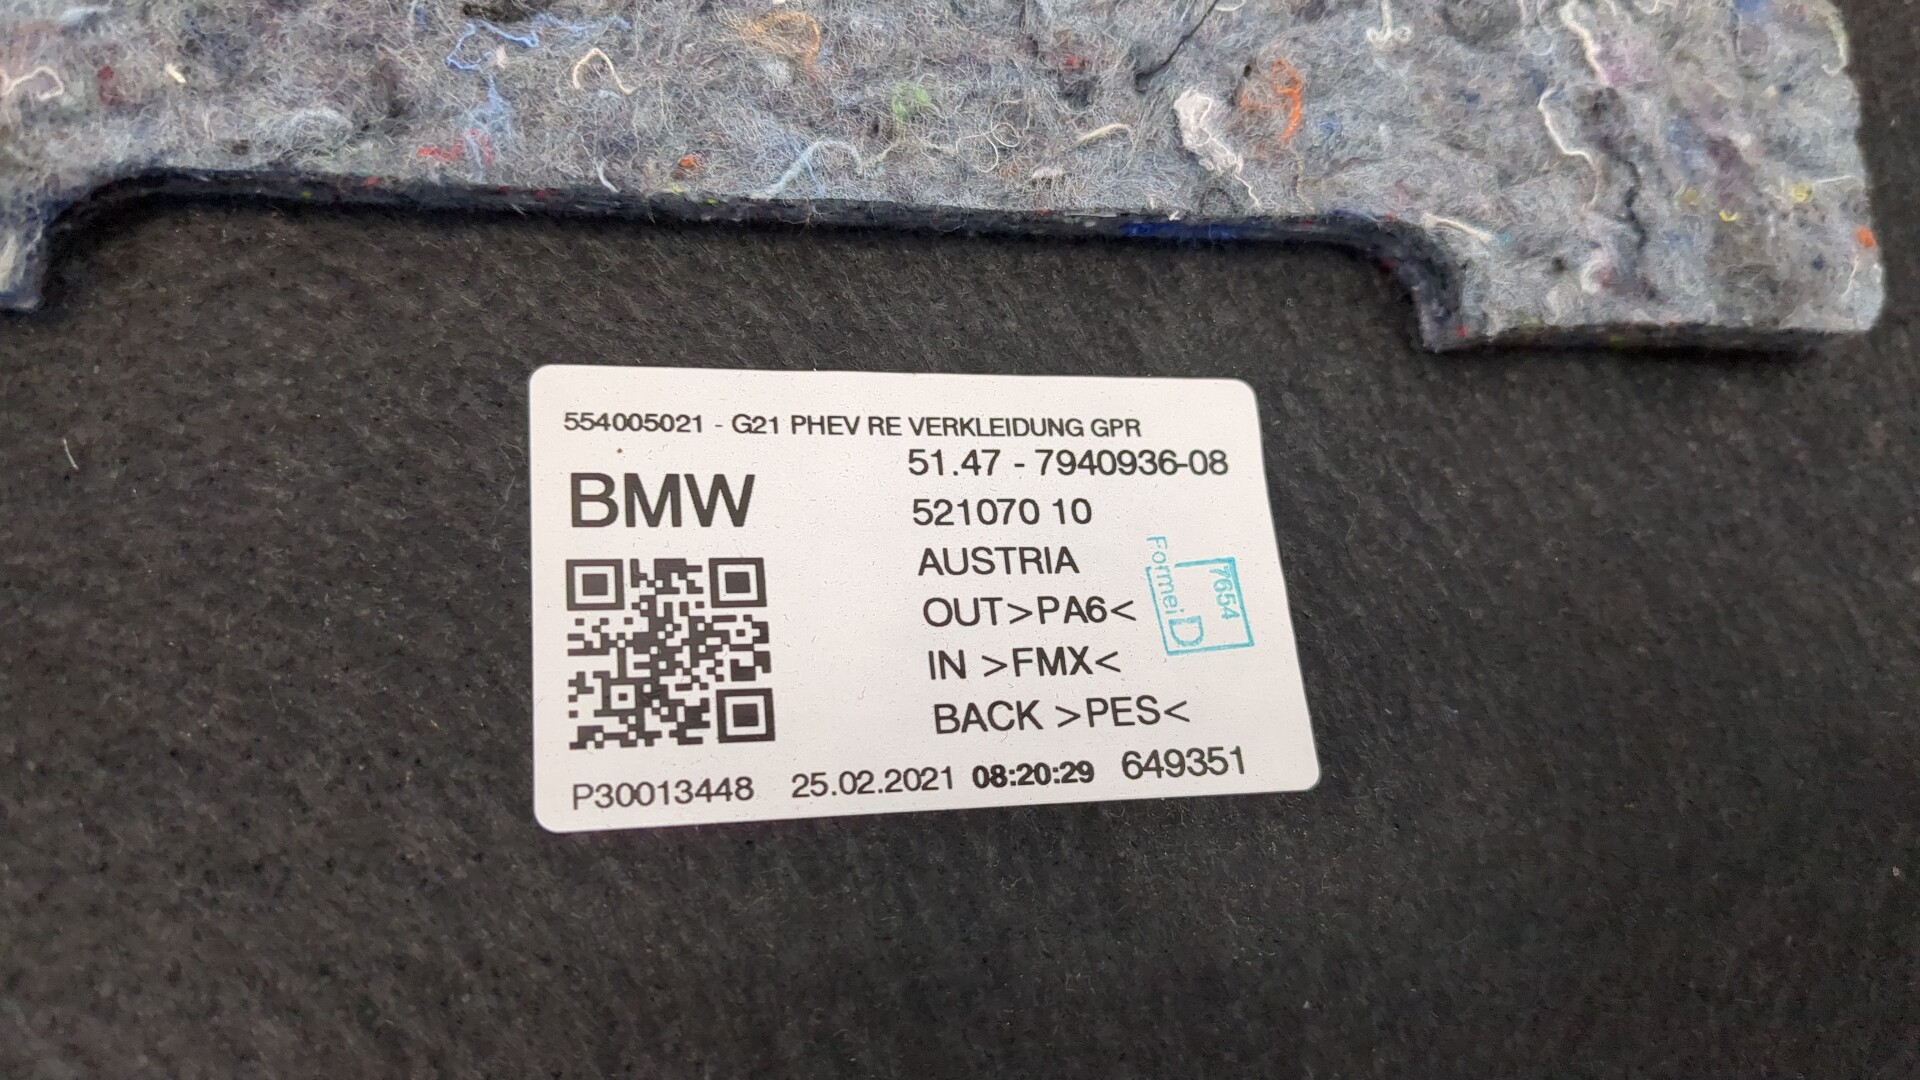 554005021 - G21 PHEV RE VERKLEIDUNG GPR
51.47 - 7940936-08
BMW
521070 10
AUSTRIA
OUT>PA6<
IN >FMX<
BACK >PES<
Formel D
7654
P30013448 25.02.2021 08:20:29 649351